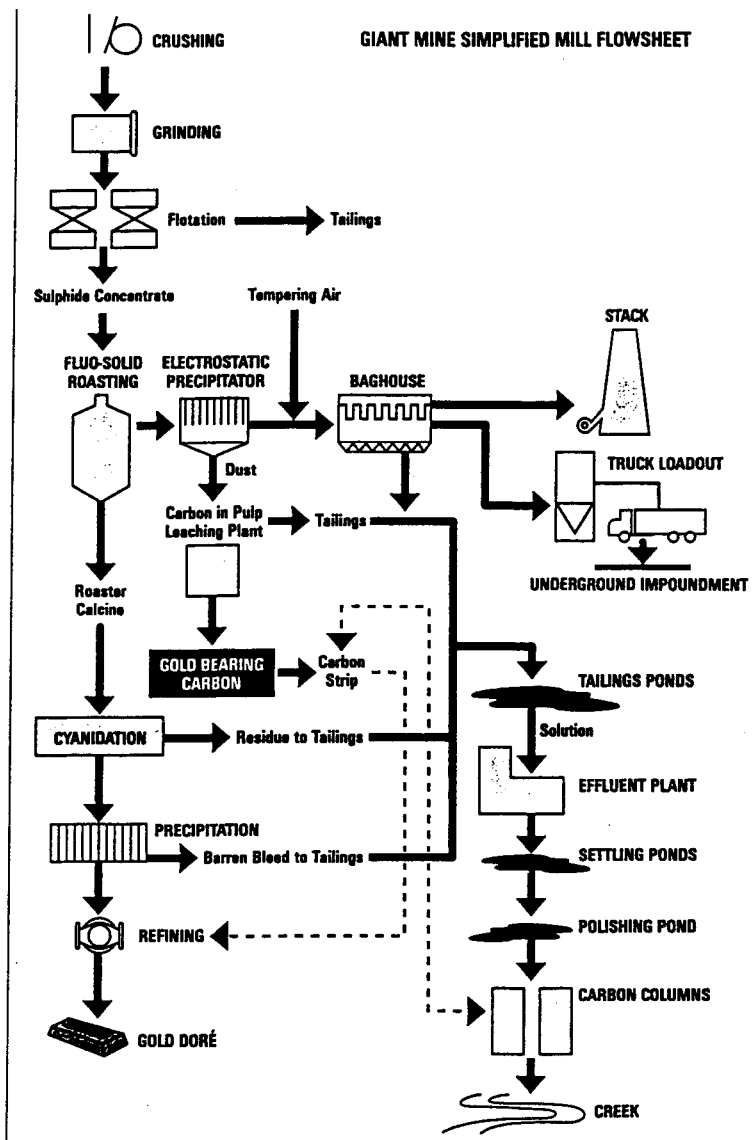 GIANT MINE SIMPLIFIED MILL FLOWSHEET
CRUSHING
GRINDING
Flotation
Tailings
Sulphide Concentrate
Tempering Air
STACK
FLUO-SOLID
ROASTING
ELECTROSTATIC
PRECIPITATOR
BAGHOUSE
Dust
TRUCK LOADOUT
Carbon in Pulp
Leaching Plant
Tailings
UNDERGROUND IMPOUNDMENT
Roaster
Calcine
GOLD BEARING
CARBON
Carbon
Strip
TAILINGS PONDS
Solution
CYANIDATION
Residue to Tailings
EFFLUENT PLANT
PRECIPITATION
Barren Bleed to Tailings
SETTLING PONDS
REFINING
POLISHING POND
CARBON COLUMNS
GOLD DORÉ
CREEK